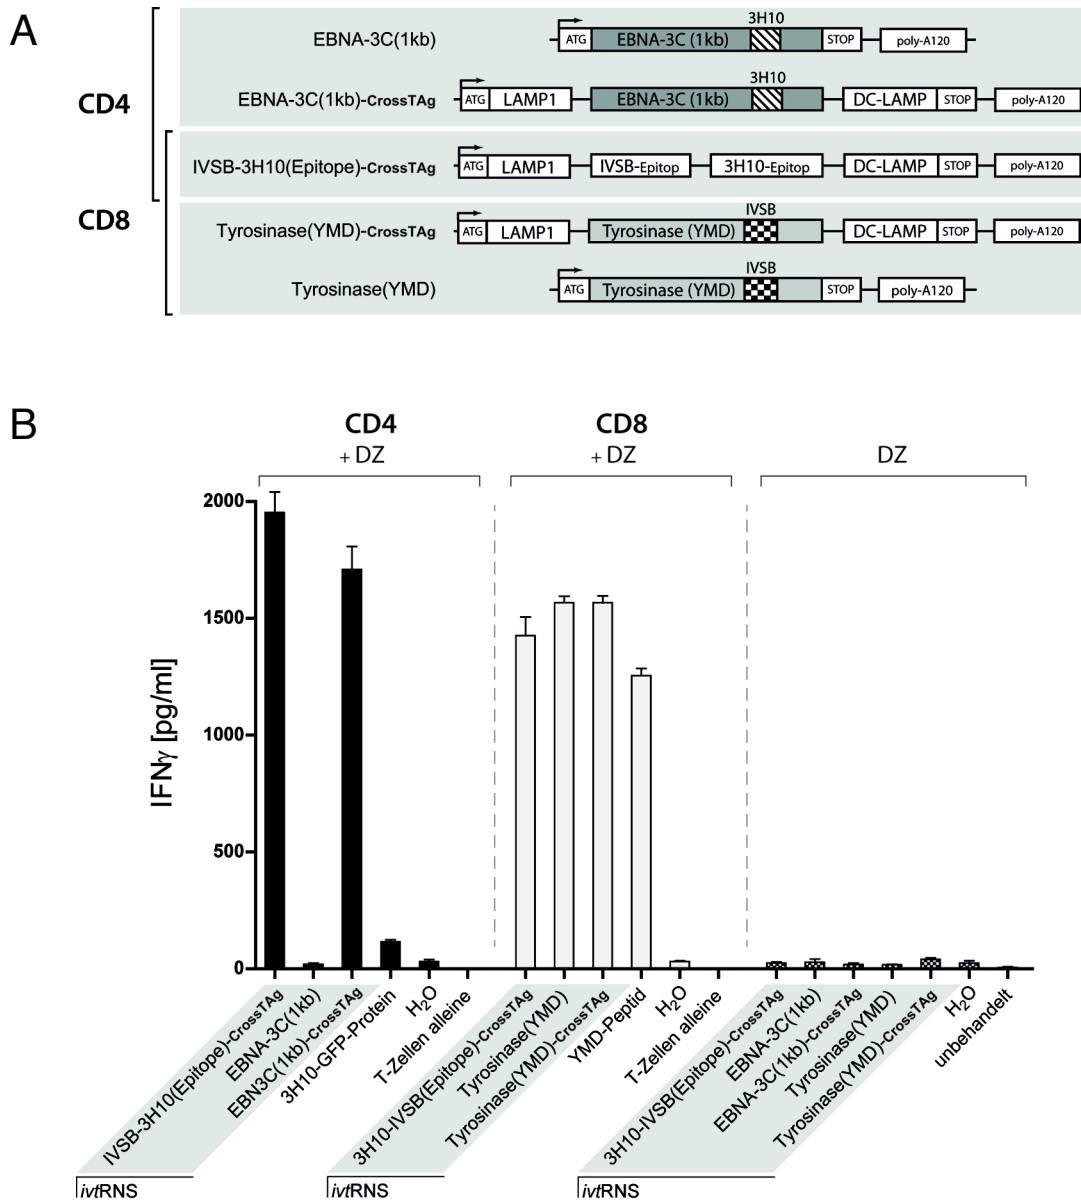 A
CD4
CD8
EBNA-3C(1kb)
3H10
ATG EBNA-3C (1kb) STOP poly-A120
EBNA-3C(1kb)-CrossTAg
3H10
ATG LAMP1 EBNA-3C (1kb) DC-LAMP STOP poly-A120
IVSB-3H10(Epitope)-CrossTAg
ATG LAMP1 IVSB-Epitop 3H10-Epitop DC-LAMP STOP poly-A120
Tyrosinase(YMD)-CrossTAg
IVSB
ATG LAMP1 Tyrosinase (YMD) DC-LAMP STOP poly-A120
Tyrosinase(YMD)
IVSB
ATG Tyrosinase (YMD) STOP poly-A120
B
CD4
+ DZ
CD8
+ DZ
DZ
IFNγ [pg/ml]
2000
1500
1000
500
0
IVSB-3H10(Epitope)-CrossTAg
EBNA-3C(1kb)
EBN3C(1kb)-CrossTAg
3H10-GFP-Protein
H₂O
T-Zellen alleine
3H10-IVSB(Epitope)-CrossTAg
Tyrosinase(YMD)
Tyrosinase(YMD)-CrossTAg
YMD-Peptid
H₂O
T-Zellen alleine
3H10-IVSB(Epitope)-CrossTAg
EBNA-3C(1kb)
EBNA-3C(1kb)-CrossTAg
Tyrosinase(YMD)
Tyrosinase(YMD)-CrossTAg
H₂O
unbehandelt
ivtRNS
ivtRNS
ivtRNS